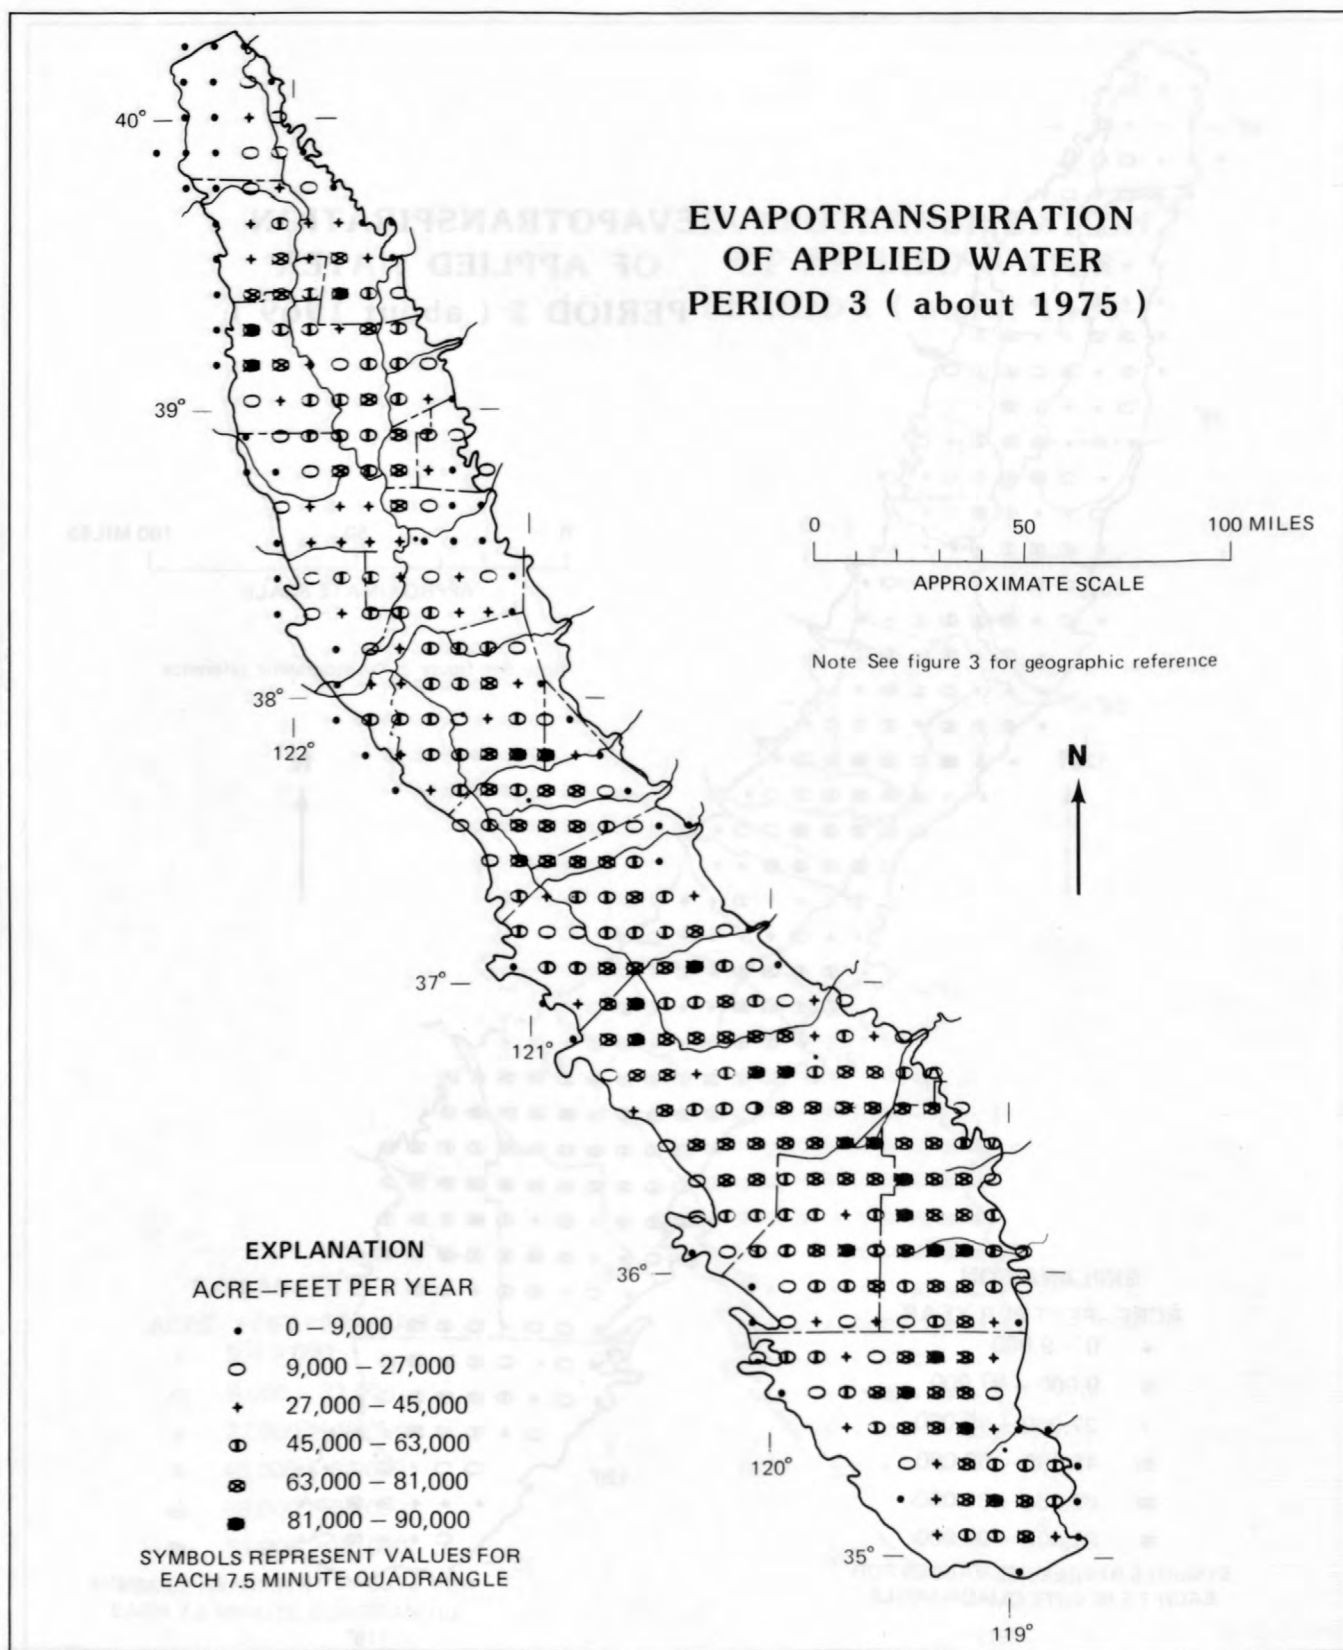 EVAPOTRANSPIRATION
OF APPLIED WATER
PERIOD 3 ( about 1975 )
40°
39°
0 50 100 MILES
APPROXIMATE SCALE
Note See figure 3 for geographic reference
38°
122°
N
37°
121°
36°
EXPLANATION
ACRE–FEET PER YEAR
0 – 9,000
9,000 – 27,000
27,000 – 45,000
45,000 – 63,000
63,000 – 81,000
81,000 – 90,000
SYMBOLS REPRESENT VALUES FOR
EACH 7.5 MINUTE QUADRANGLE
120°
35°
119°